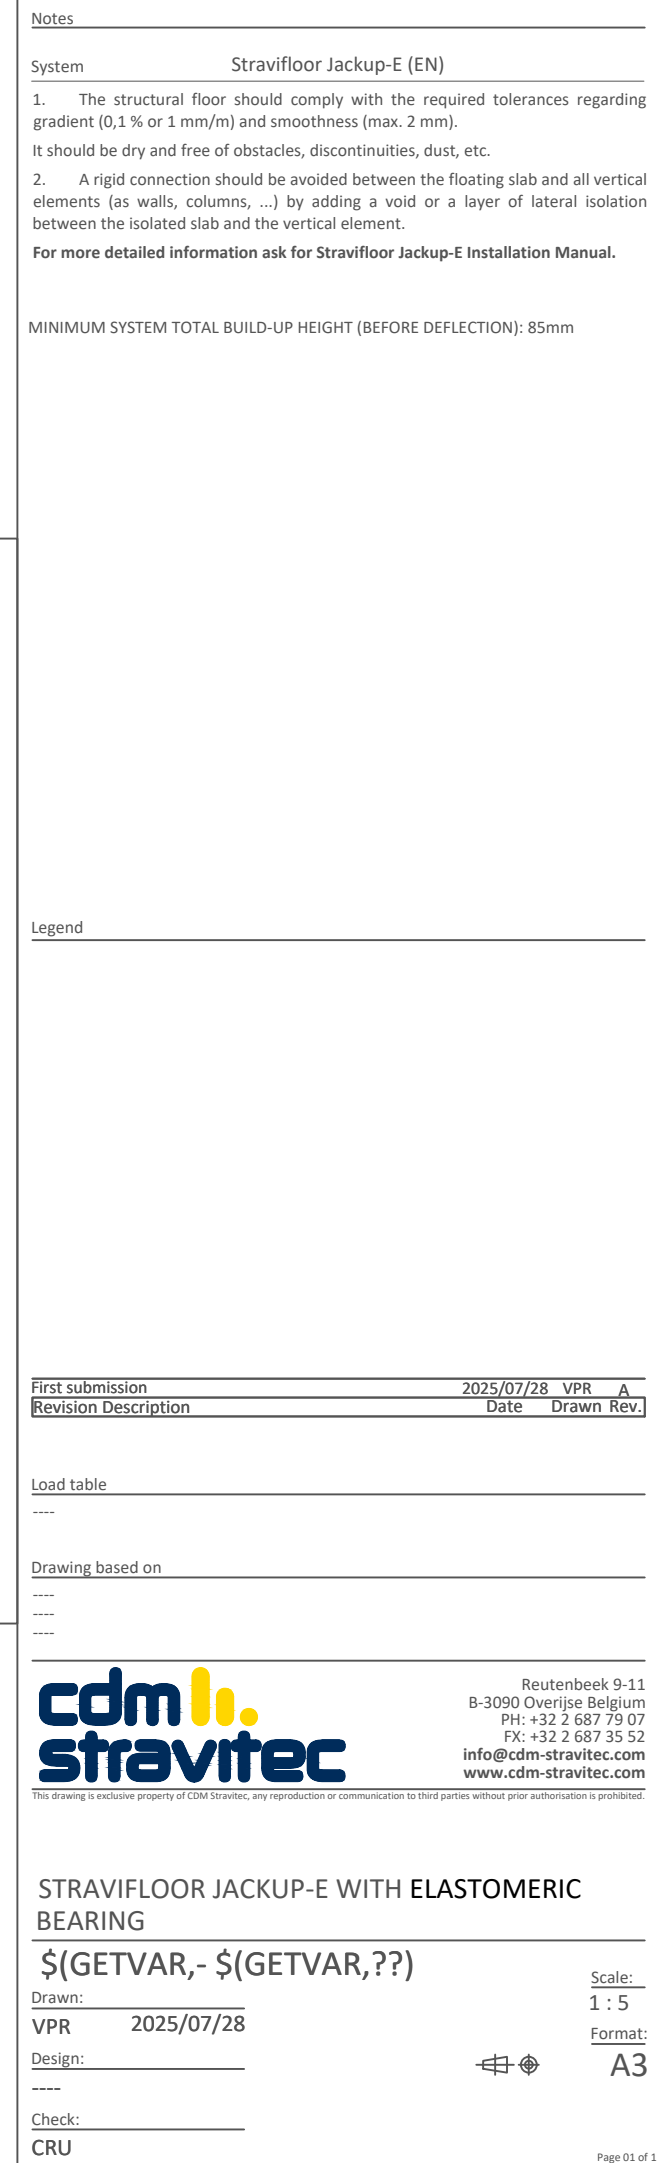 Notes
System Stravifloor Jackup-E (EN)
1. The structural floor should comply with the required tolerances regarding
gradient (0,1 % or 1 mm/m) and smoothness (max. 2 mm).
It should be dry and free of obstacles, discontinuities, dust, etc.
2. A rigid connection should be avoided between the floating slab and all vertical
elements (as walls, columns, ...) by adding a void or a layer of lateral isolation
between the isolated slab and the vertical element.
For more detailed information ask for Stravifloor Jackup-E Installation Manual.
MINIMUM SYSTEM TOTAL BUILD-UP HEIGHT (BEFORE DEFLECTION): 85mm
Legend
First submission 2025/07/28 VPR A
Revision Description Date Drawn Rev.
Load table
----
Drawing based on
----
----
----
cdm
stravitec
Reutenbeek 9-11
B-3090 Overijse Belgium
PH: +32 2 687 79 07
FX: +32 2 687 35 52
info@cdm-stravitec.com
www.cdm-stravitec.com
This drawing is exclusive property of CDM Stravitec, any reproduction or communication to third parties without prior authorisation is prohibited.
STRAVIFLOOR JACKUP-E WITH ELASTOMERIC
BEARING
$(GETVAR,- $(GETVAR,??)
Scale:
1 : 5
Drawn:
VPR 2025/07/28
Format:
A3
Design:
----
Check:
CRU
Page 01 of 1